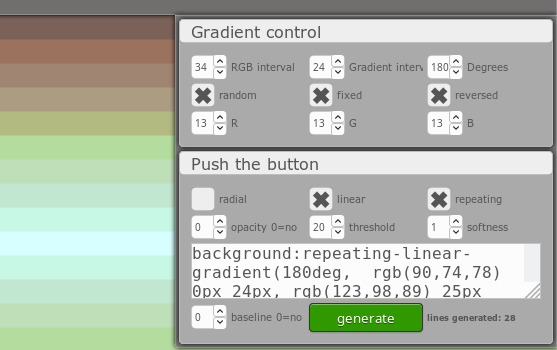 Gradient control
34 RGB interval 24 Gradient interv 180 Degrees
random fixed reversed
13 R 13 G 13 B
Push the button
radial linear repeating
0 opacity 0=no 20 threshold 1 softness
background:repeating-linear-
gradient(180deg, rgb(90,74,78)
0px 24px, rgb(123,98,89) 25px
0 baseline 0=no generate lines generated: 28